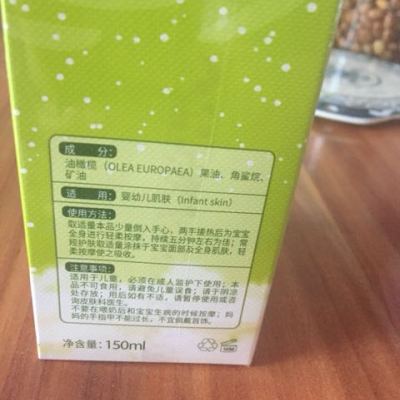 成 分:
油橄榄（OLEA EUROPAEA）果油、角鲨烷、
矿油
适 用: 婴幼儿肌肤（Infant skin）
使用方法:
取适量本品少量倒入手心，两手搓热后为宝宝
全身进行轻柔按摩，持续五分钟左右为佳；常
规护肤取适量涂抹于宝宝面部及全身肌肤，轻
柔按摩使之吸收。
注意事项:
适用于儿童，必须在成人监护下使用；本
品不可食用，请避免儿童误食；请于阴凉
处存放；用后如有不适，请暂停使用或咨
询皮肤科医生。
不要在喂奶后和宝宝生病的时候按摩；妈
妈的手指甲不能过长，不宜佩戴首饰。
净含量: 150ml